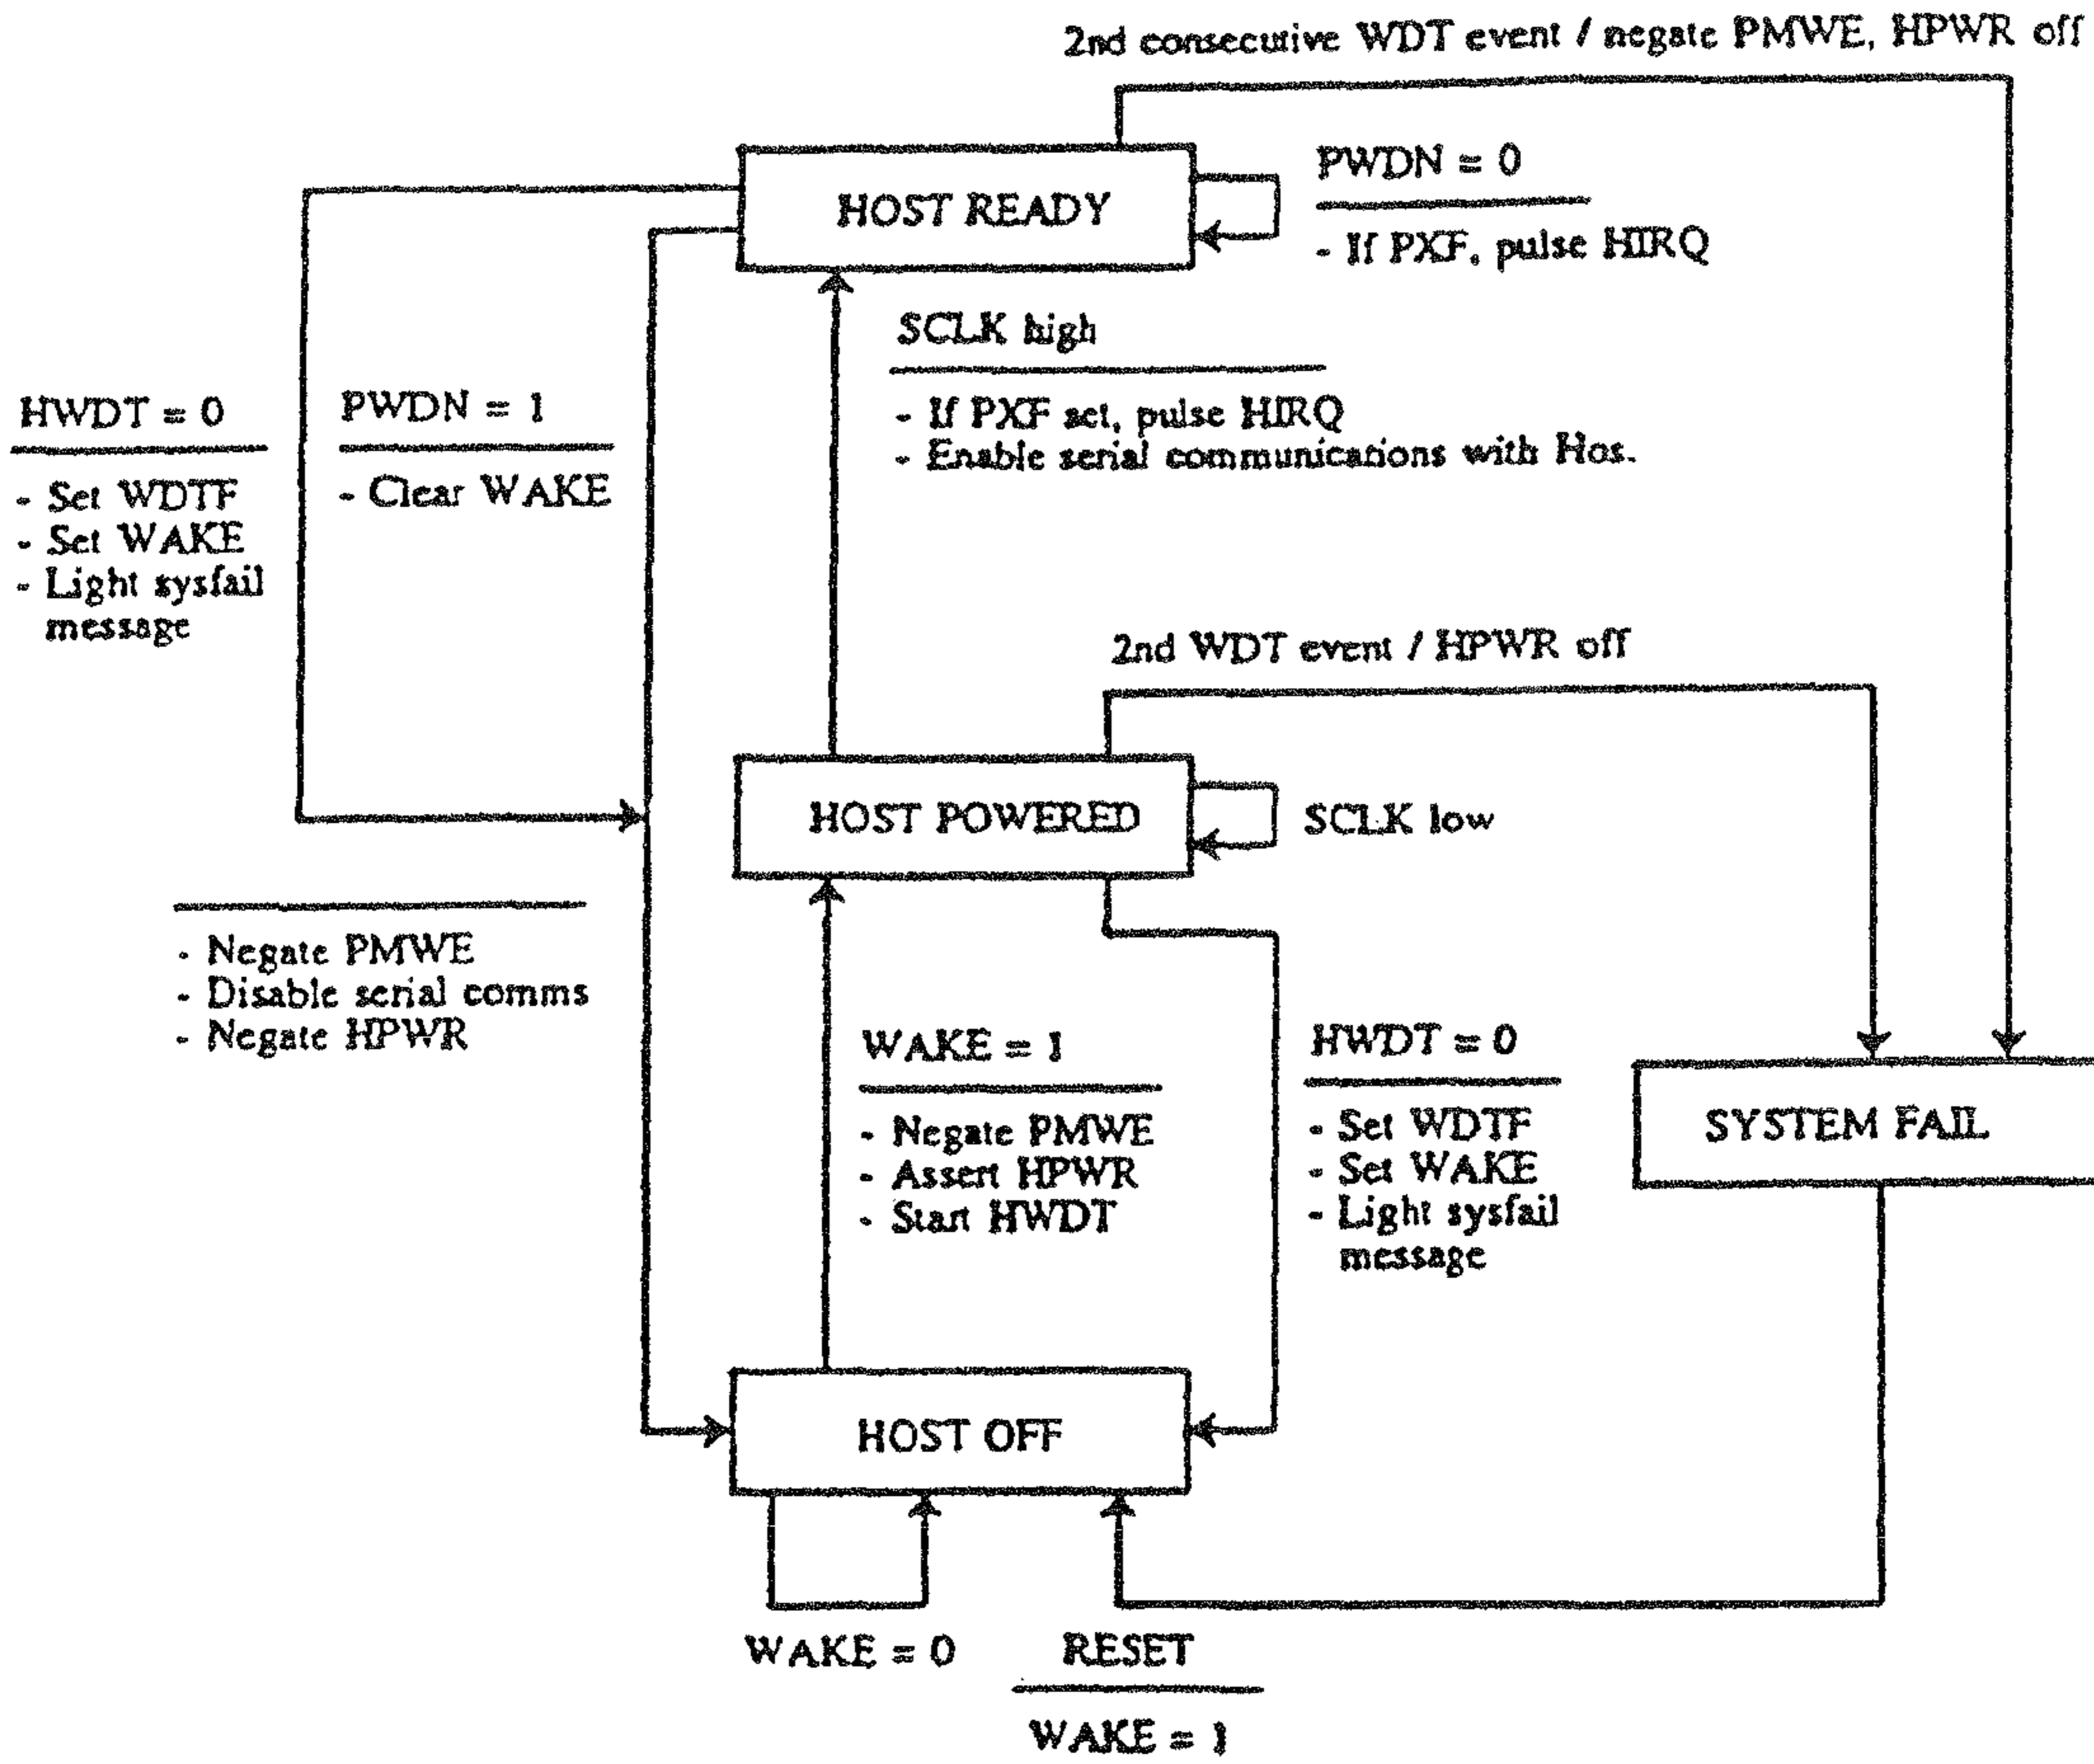 2nd consecutive WDT event / negate PMWE, HPWR off
HOST READY
PWDN = 0
- If PXF, pulse HIRQ
SCLK high
- If PXF set, pulse HIRQ
- Enable serial communications with Hos.
HWDT = 0
- Set WDTF
- Set WAKE
- Light sysfail
message
PWDN = 1
- Clear WAKE
2nd WDT event / HPWR off
HOST POWERED
SCLK low
- Negate PMWE
- Disable serial comms
- Negate HPWR
WAKE = 1
- Negate PMWE
- Assert HPWR
- Start HWDT
HWDT = 0
- Set WDTF
- Set WAKE
- Light sysfail
message
SYSTEM FAIL
HOST OFF
WAKE = 0
RESET
WAKE = 1